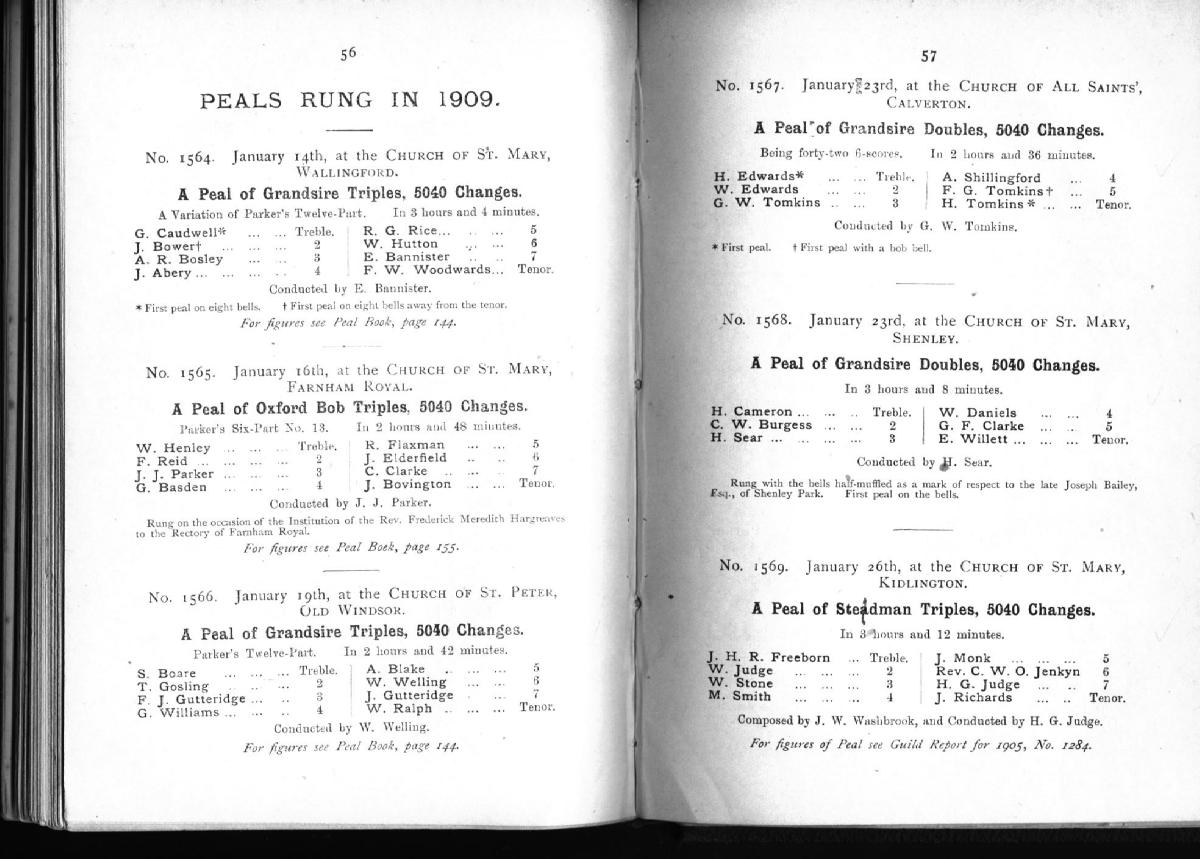 56
PEALS RUNG IN 1909.
No. 1564. January 14th, at the CHURCH OF ST. MARY,
WALLINGFORD.
A Peal of Grandsire Triples, 5040 Changes.
A Variation of Parker's Twelve-Part. In 3 hours and 4 minutes.
G. Caudwell* ... ... Treble. R. G. Rice... ... ... 5
J. Bower† ... ... ... 2 W. Hutton ... ... 6
A. R. Bosley ... ... 3 E. Bannister ... ... 7
J. Abery ... ... ... ... 4 F. W. Woodwards... Tenor.
Conducted by E. Bannister.
* First peal on eight bells. † First peal on eight bells away from the tenor.
For figures see Peal Book, page 144.
No. 1565. January 16th, at the CHURCH OF ST. MARY,
FARNHAM ROYAL.
A Peal of Oxford Bob Triples, 5040 Changes.
Parker's Six-Part No. 13. In 2 hours and 48 minutes.
W. Henley ... ... ... Treble. R. Flaxman ... ... 5
F. Reid ... ... ... ... 2 J. Elderfield ... ... 6
J. J. Parker ... ... ... 3 C. Clarke ... ... ... 7
G. Basden ... ... ... 4 J. Bovington ... ... Tenor.
Conducted by J. J. Parker.
Rung on the occasion of the Institution of the Rev. Frederick Meredith Hargreaves
to the Rectory of Farnham Royal.
For figures see Peal Book, page 155.
No. 1566. January 19th, at the CHURCH OF ST. PETER,
OLD WINDSOR.
A Peal of Grandsire Triples, 5040 Changes.
Parker's Twelve-Part. In 2 hours and 42 minutes.
S. Boare ... ... ... Treble. A. Blake ... ... ... 5
T. Gosling ... ... ... 2 W. Welling ... ... 6
F. J. Gutteridge ... ... 3 J. Gutteridge ... ... 7
G. Williams ... ... ... 4 W. Ralph ... ... ... Tenor.
Conducted by W. Welling.
For figures see Peal Book, page 144.
57
No. 1567. January 23rd, at the CHURCH OF ALL SAINTS',
CALVERTON.
A Peal of Grandsire Doubles, 5040 Changes.
Being forty-two 6-scores. In 2 hours and 36 minutes.
H. Edwards* ... ... Treble. A. Shillingford ... 4
W. Edwards ... ... 2 F. G. Tomkins† ... 5
G. W. Tomkins ... ... 3 H. Tomkins * ... ... Tenor.
Conducted by G. W. Tomkins.
* First peal. † First peal with a bob bell.
No. 1568. January 23rd, at the CHURCH OF ST. MARY,
SHENLEY.
A Peal of Grandsire Doubles, 5040 Changes.
In 3 hours and 8 minutes.
H. Cameron ... ... ... Treble. W. Daniels ... ... 4
C. W. Burgess ... ... 2 G. F. Clarke ... ... 5
H. Sear ... ... ... ... 3 E. Willett ... ... ... Tenor.
Conducted by H. Sear.
Rung with the bells half-muffled as a mark of respect to the late Joseph Bailey,
Esq., of Shenley Park. First peal on the bells.
No. 1569. January 26th, at the CHURCH OF ST. MARY,
KIDLINGTON.
A Peal of Steadman Triples, 5040 Changes.
In 3 hours and 12 minutes.
J. H. R. Freeborn ... Treble. J. Monk ... ... ... 5
W. Judge ... ... ... 2 Rev. C. W. O. Jenkyn 6
W. Stone ... ... ... 3 H. G. Judge ... ... 7
M. Smith ... ... ... 4 J. Richards ... ... Tenor.
Composed by J. W. Washbrook, and Conducted by H. G. Judge.
For figures of Peal see Guild Report for 1905, No. 1284.